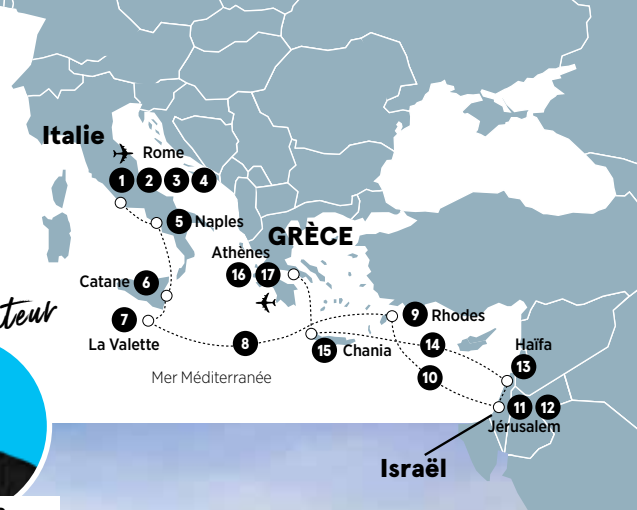 Italie
Rome
1 2 3 4
5 Naples
GRÈCE
Athènes
16 17
Catane 6
7
La Valette
8
9 Rhodes
15 Chania
14
Haïfa
13
10
Mer Méditerranée
11 12
Jérusalem
Israël